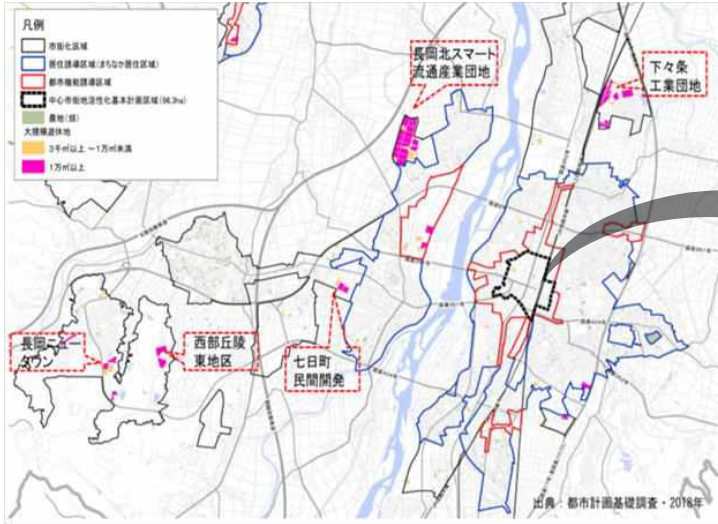 凡例
市街化区域
居住誘導区域(まちなか居住区域)
都市機能誘導区域
中心市街地活性化基本計画区域(96.3ha)
農地(畑)
大規模遊休地
3千㎡以上 ～1万㎡未満
1万㎡以上
長岡北スマート
流通産業団地
下々条
工業団地
長岡ニュー
タウン
西部丘陵
東地区
七日町
民間開発
出典：都市計画基礎調査・2018年